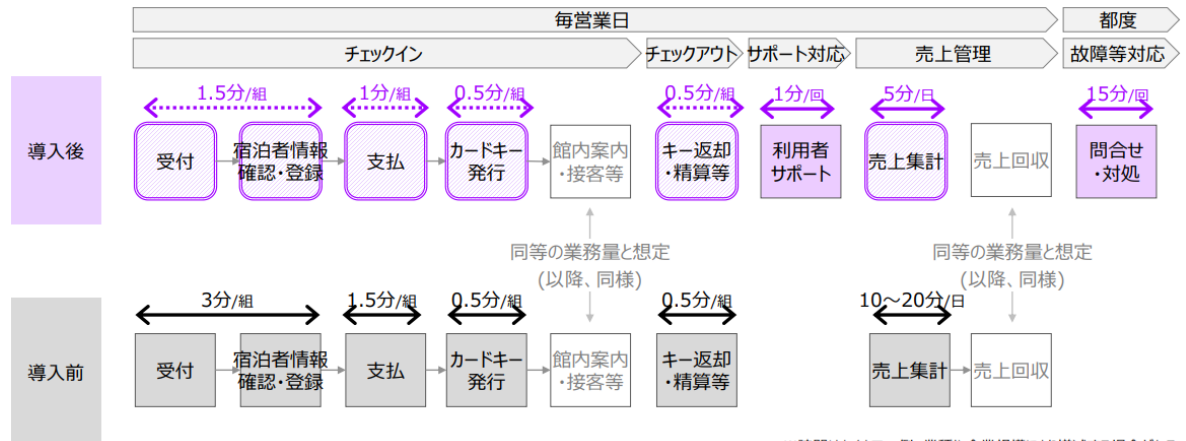 毎営業日
都度
チェックイン
チェックアウト
サポート対応
売上管理
故障等対応
導入後
1.5分/組
1分/組
0.5分/組
0.5分/組
1分/回
5分/日
15分/回
受付
宿泊者情報
確認・登録
支払
カードキー
発行
館内案内
・接客等
キー返却
・精算等
利用者
サポート
売上集計
売上回収
問合せ
・対処
同等の業務量と想定
(以降、同様)
同等の業務量と想定
(以降、同様)
導入前
3分/組
1.5分/組
0.5分/組
0.5分/組
10~20分/日
受付
宿泊者情報
確認・登録
支払
カードキー
発行
館内案内
・接客等
キー返却
・精算等
売上集計
売上回収